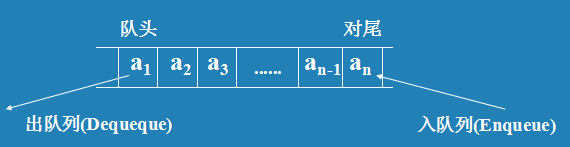 队头 对尾
a1 a2 a3 ...... an-1 an
出队列(Dequeque) 入队列(Enqueue)